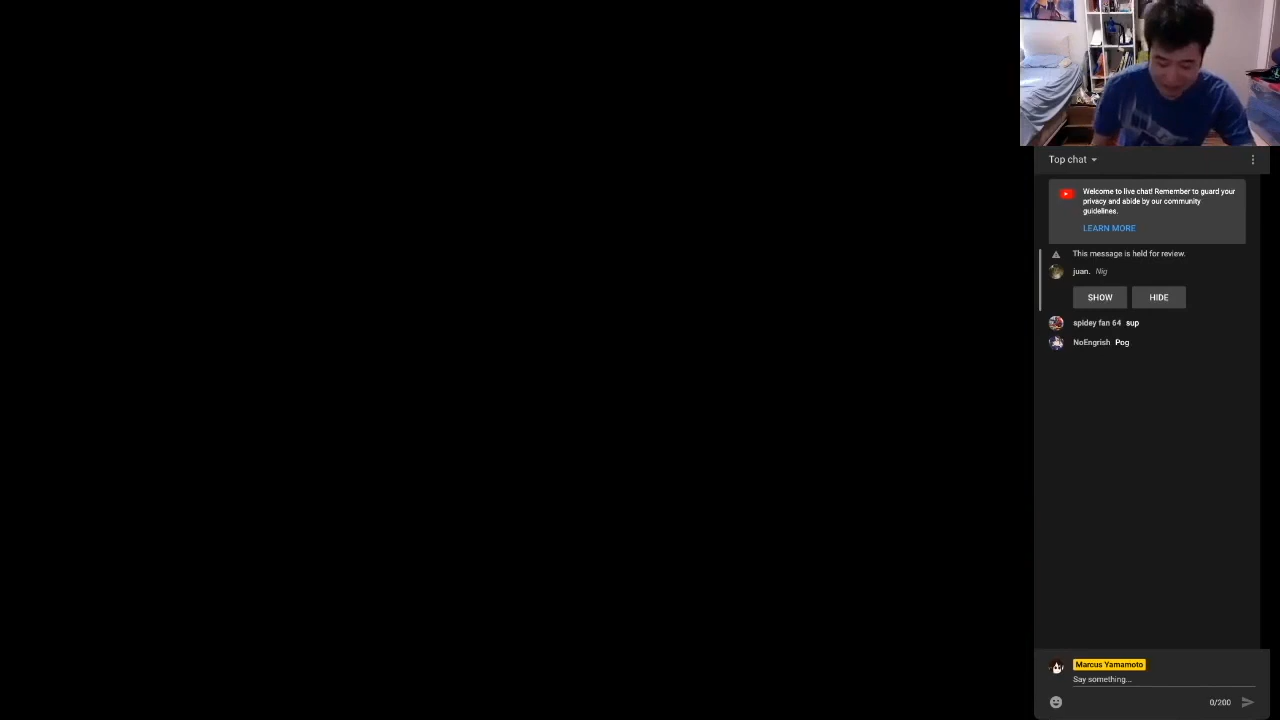 Top chat
Welcome to live chat! Remember to guard your
privacy and abide by our community
guidelines.
LEARN MORE
This message is held for review.
juan. Nig
SHOW HIDE
spidey fan 64 sup
NoEngrish Pog
Marcus Yamamoto
Say something...
0/200